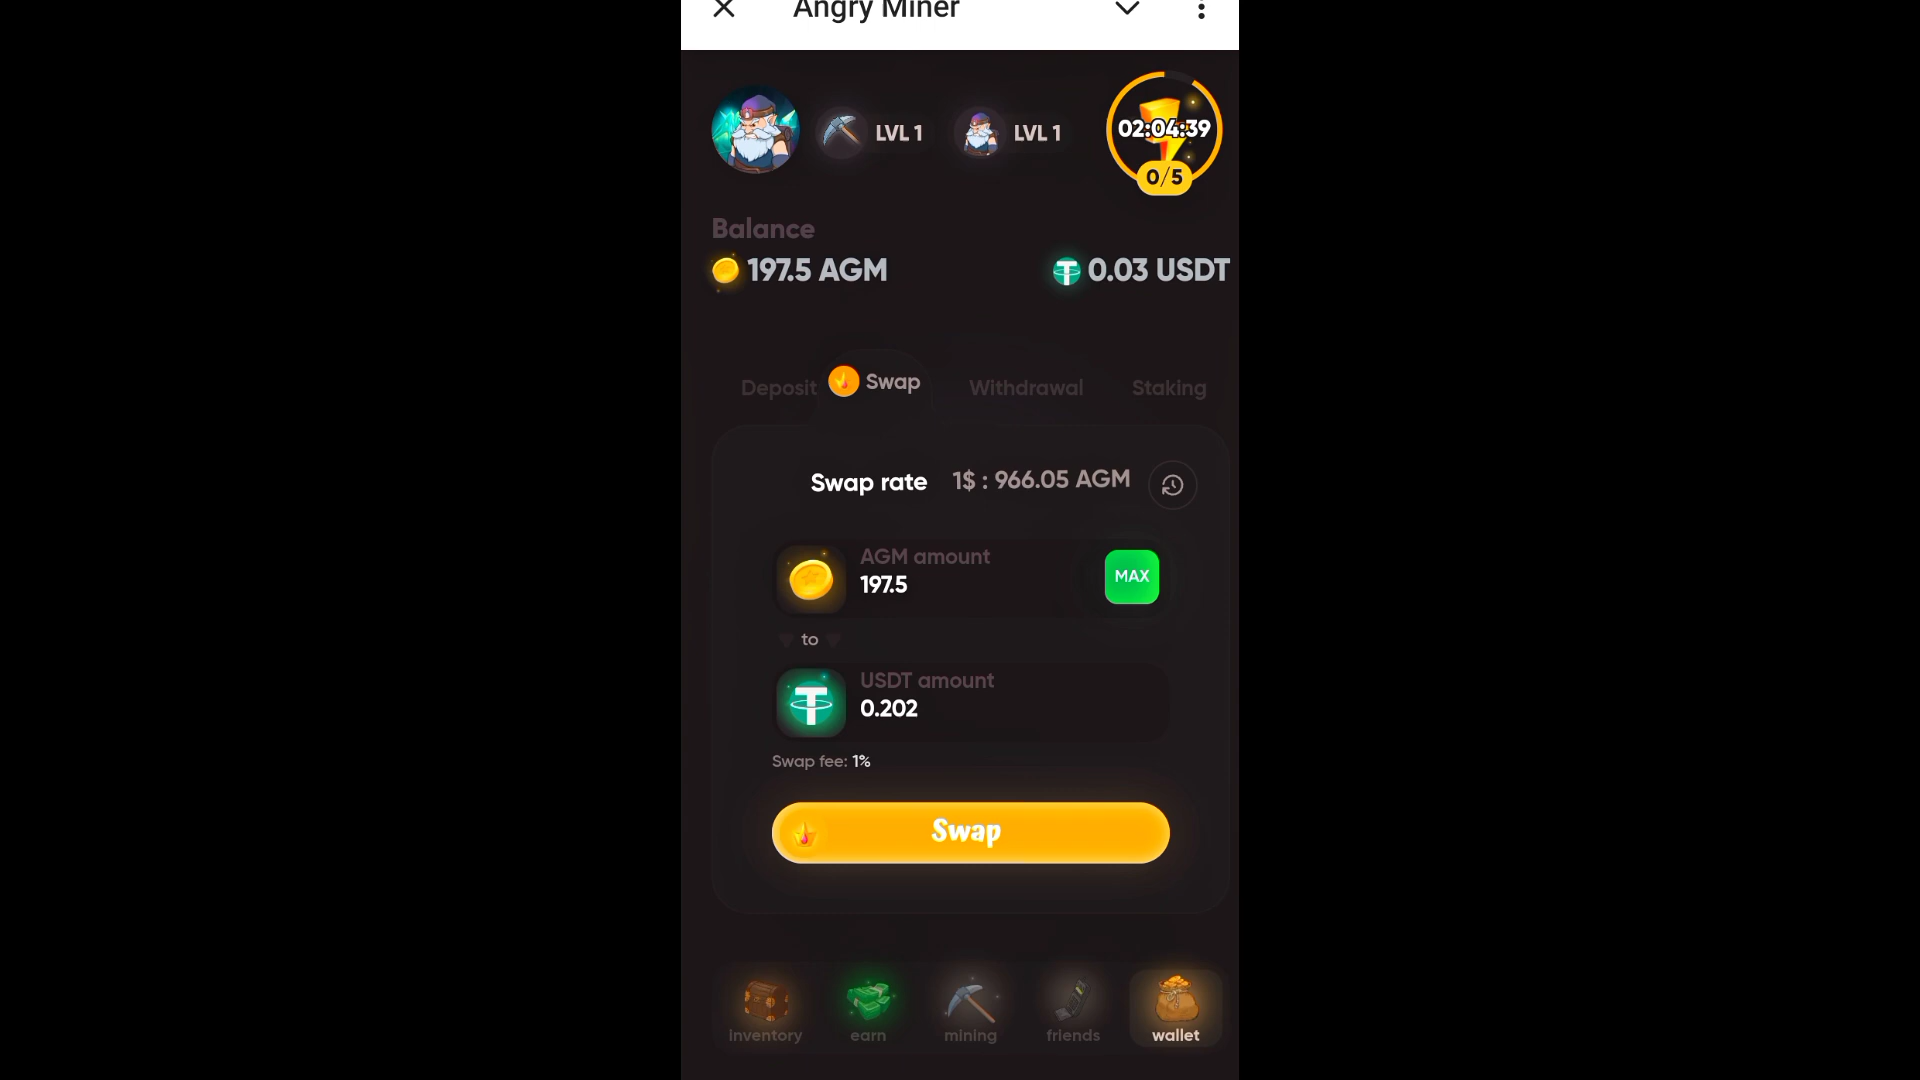 Angry Miner
LVL 1
LVL 1
02:04:39
0/5
Balance
197.5 AGM
0.03 USDT
Deposit
Swap
Withdrawal
Staking
Swap rate
1$ : 966.05 AGM
AGM amount
197.5
MAX
to
USDT amount
0.202
Swap fee: 1%
Swap
inventory
earn
mining
friends
wallet